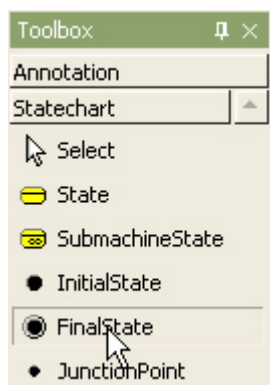 Toolbox
Annotation
Statechart
Select
State
SubmachineState
InitialState
FinalState
JunctionPoint